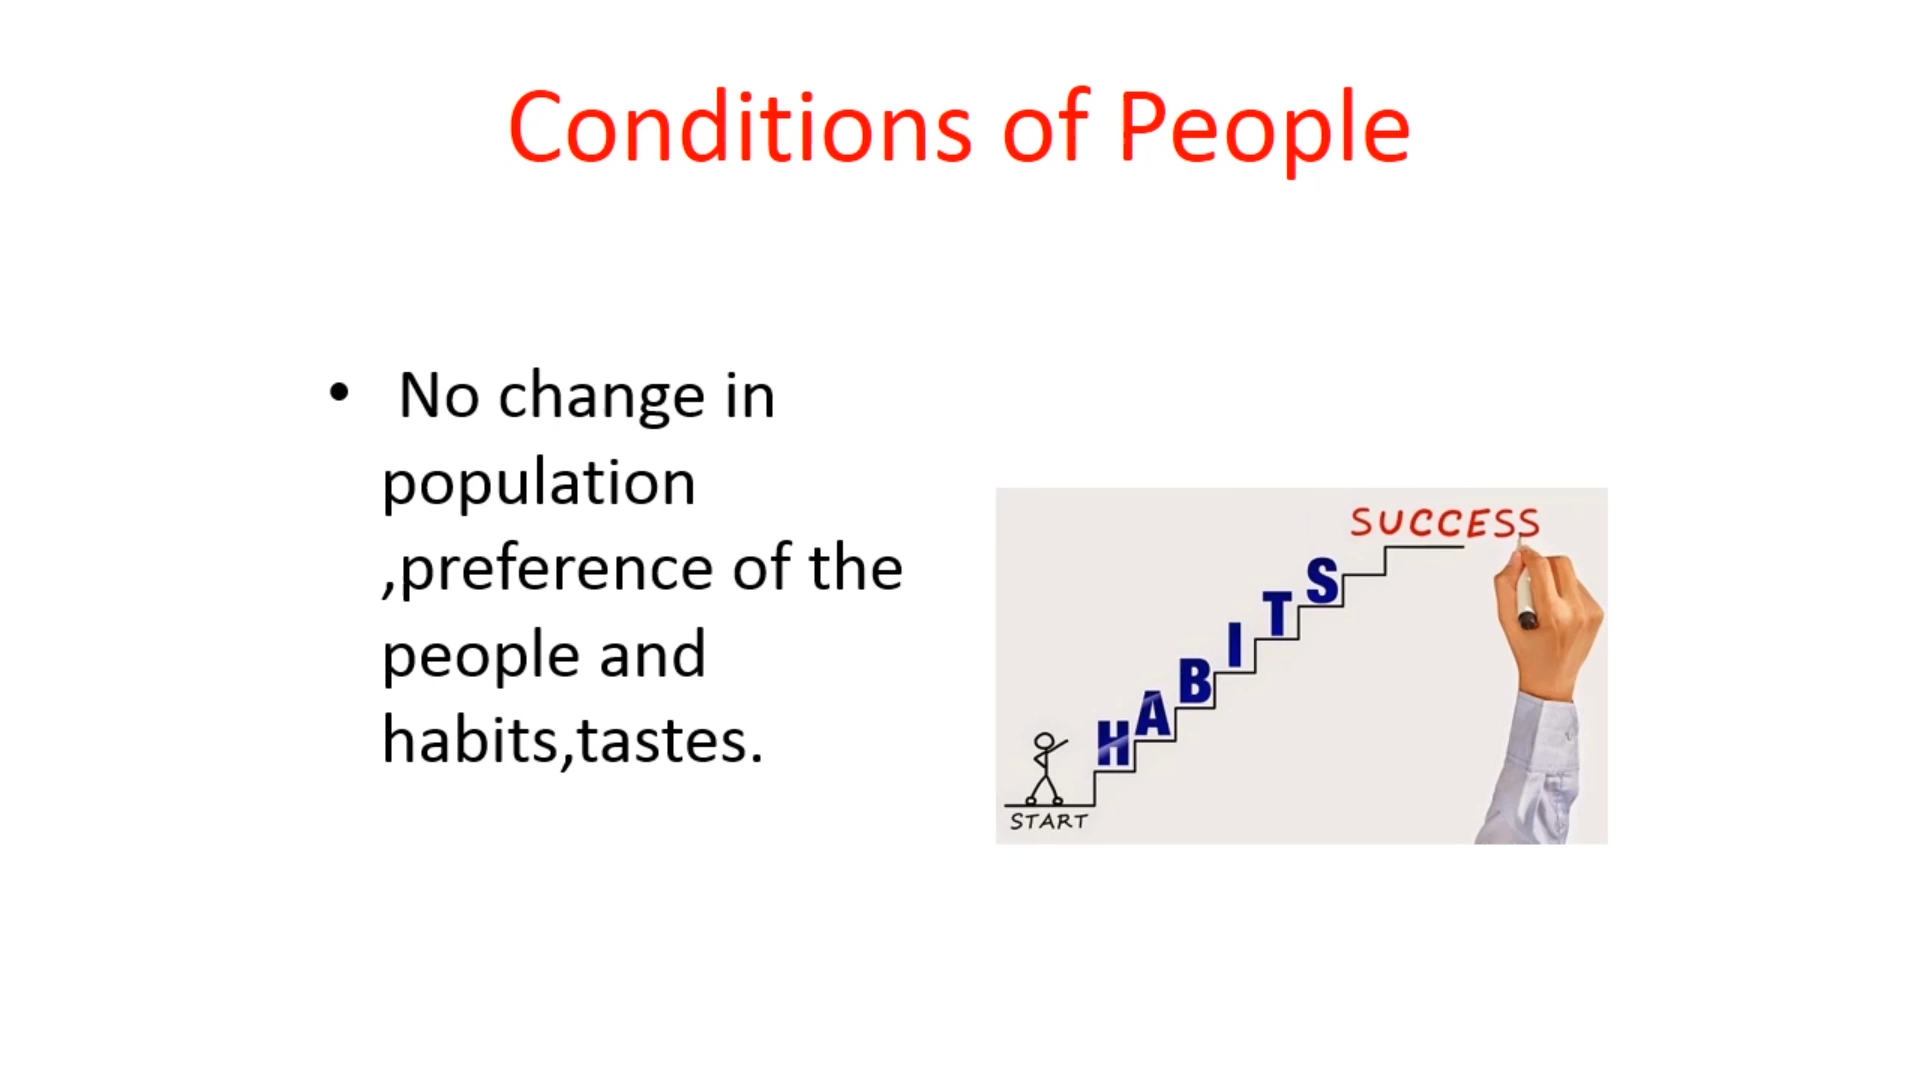 Conditions of People
• No change in
population
,preference of the
people and
habits,tastes.
SUCCESS
HABITS
START